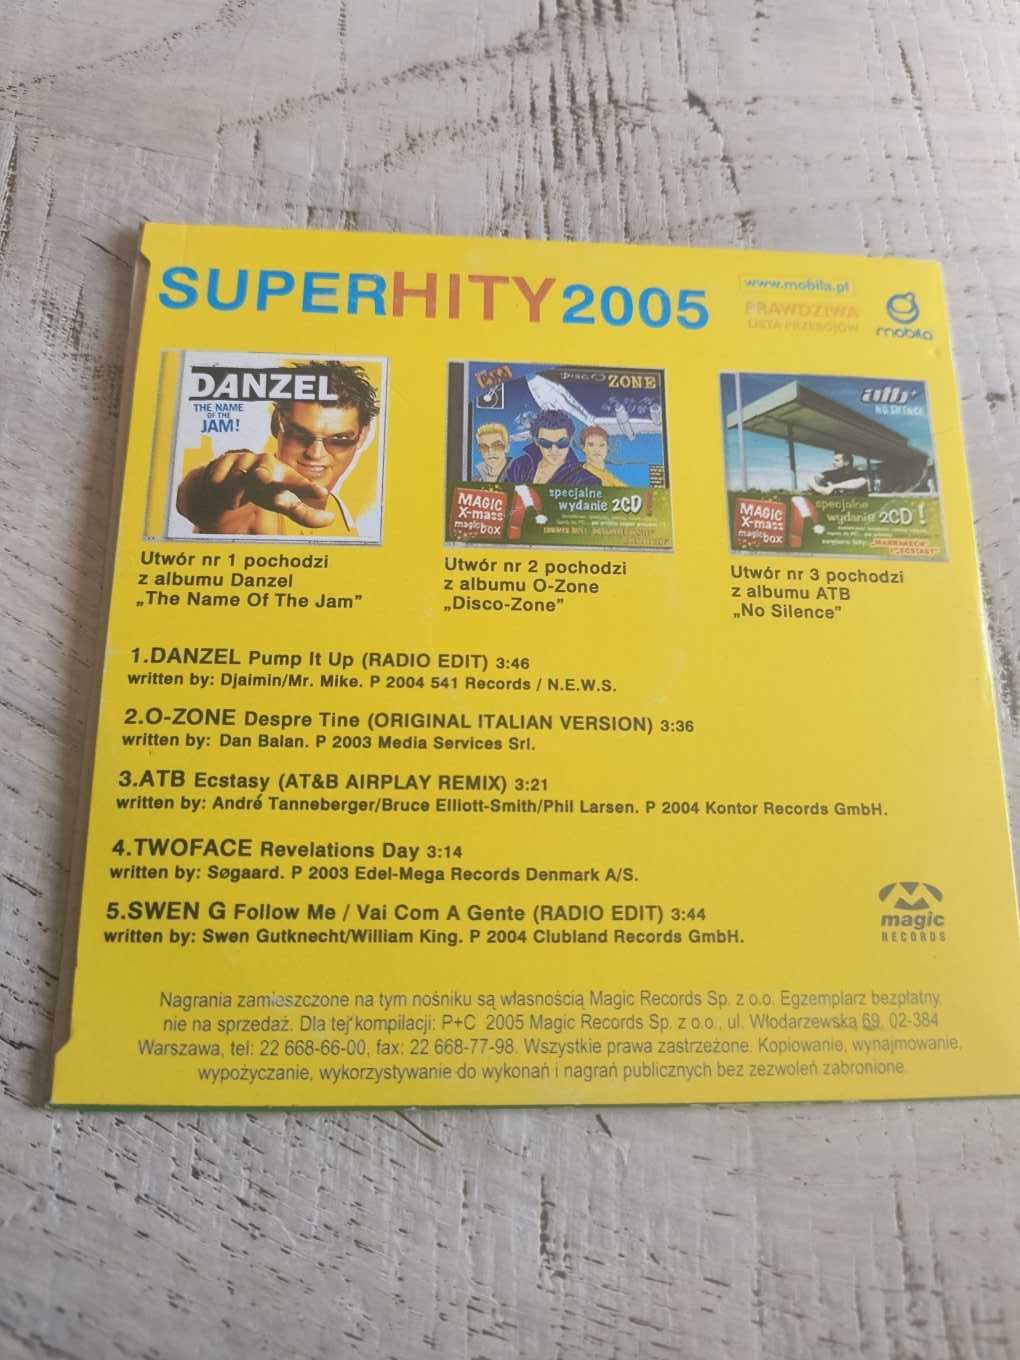 SUPERHITY2005
www.mobila.pl
PRAWDZIWA
LISTA PRZEBOJÓW
mobila
DANZEL
THE NAME
OF THE
JAM!
DISCO ZONE
MAGIC
X-mass
magic box
specjalne
wydanie 2CD!
atb
NO SILENCE
MAGIC
X-mass
magic box
specjalne
wydanie 2CD!
Utwór nr 1 pochodzi
z albumu Danzel
„The Name Of The Jam”
Utwór nr 2 pochodzi
z albumu O-Zone
„Disco-Zone”
Utwór nr 3 pochodzi
z albumu ATB
„No Silence”
1.DANZEL Pump It Up (RADIO EDIT) 3:46
written by: Djaimin/Mr. Mike. P 2004 541 Records / N.E.W.S.
2.O-ZONE Despre Tine (ORIGINAL ITALIAN VERSION) 3:36
written by: Dan Balan. P 2003 Media Services Srl.
3.ATB Ecstasy (AT&B AIRPLAY REMIX) 3:21
written by: André Tanneberger/Bruce Elliott-Smith/Phil Larsen. P 2004 Kontor Records GmbH.
4.TWOFACE Revelations Day 3:14
written by: Søgaard. P 2003 Edel-Mega Records Denmark A/S.
5.SWEN G Follow Me / Vai Com A Gente (RADIO EDIT) 3:44
written by: Swen Gutknecht/William King. P 2004 Clubland Records GmbH.
magic
RECORDS
Nagrania zamieszczone na tym nośniku są własnością Magic Records Sp. z o.o. Egzemplarz bezpłatny,
nie na sprzedaż. Dla tej kompilacji: P+C 2005 Magic Records Sp. z o.o., ul. Włodarzewska 69, 02-384
Warszawa, tel: 22 668-66-00, fax: 22 668-77-98. Wszystkie prawa zastrzeżone. Kopiowanie, wynajmowanie,
wypożyczanie, wykorzystywanie do wykonań i nagrań publicznych bez zezwoleń zabronione.